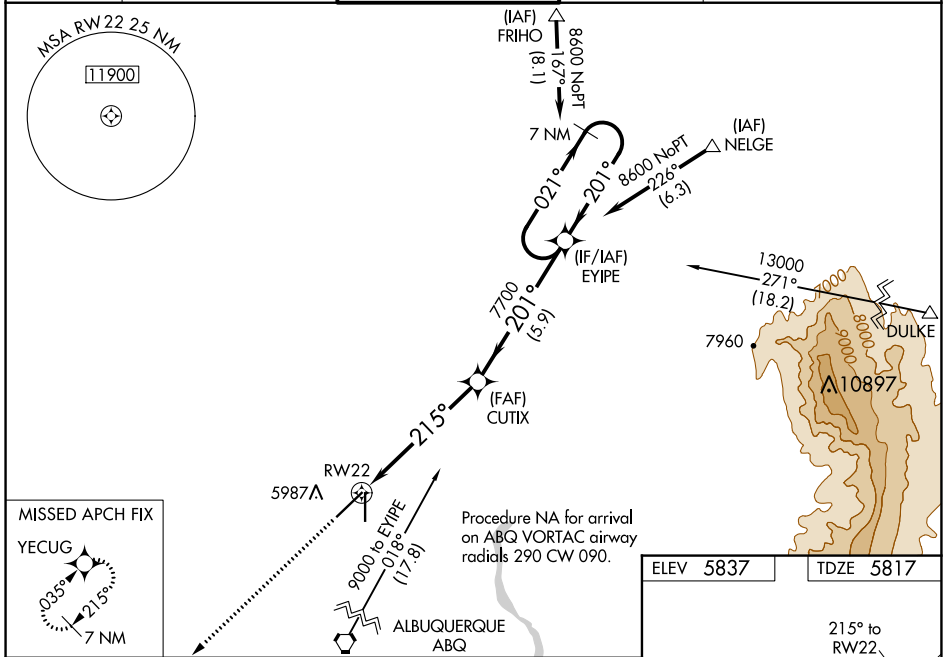 MSA RW22 25 NM
11900
(IAF)
FRIHO
8600 NoPT
167°
(8.1)
7 NM
021°
201°
(IAF)
NELGE
8600 NoPT
226°
(6.3)
(IF/IAF)
EYIPE
7700
201°
(5.9)
13000
271°
(18.2)
DULKE
7000
8000
9000
7960
10897
(FAF)
CUTIX
215°
RW22
5987
9000 to EYIPE
018°
(17.8)
ALBUQUERQUE
ABQ
Procedure NA for arrival
on ABQ VORTAC airway
radials 290 CW 090.
MISSED APCH FIX
YECUG
035°
215°
7 NM
ELEV 5837
TDZE 5817
215° to
RW22